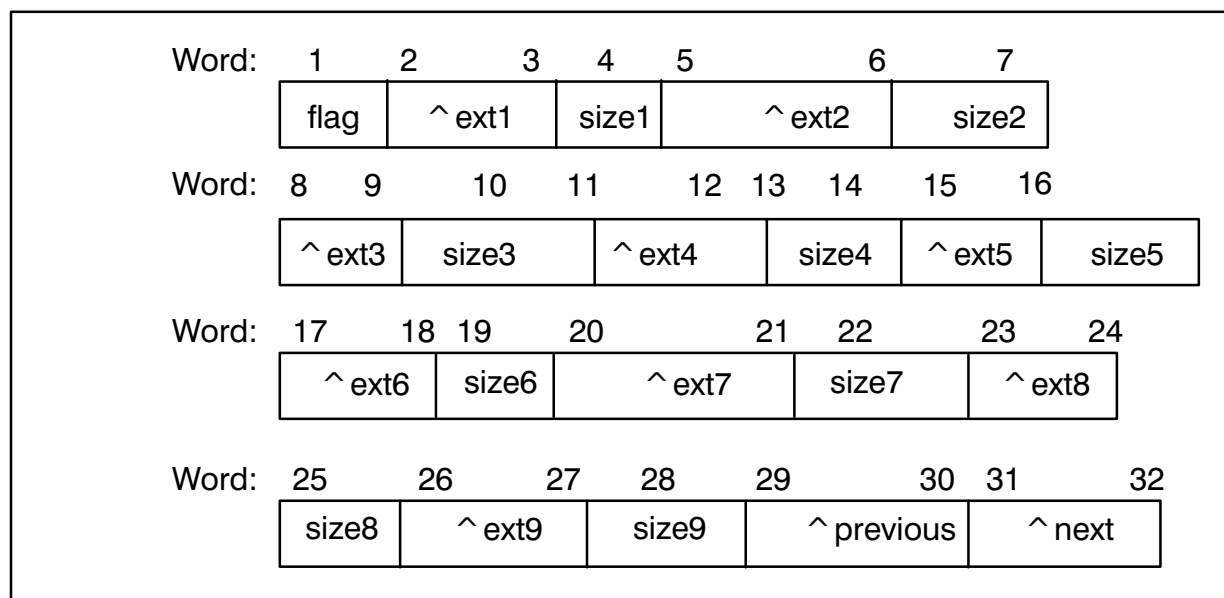 Word: 1 2 3 4 5 6 7
flag ^ext1 size1 ^ext2 size2
Word: 8 9 10 11 12 13 14 15 16
^ext3 size3 ^ext4 size4 ^ext5 size5
Word: 17 18 19 20 21 22 23 24
^ext6 size6 ^ext7 size7 ^ext8
Word: 25 26 27 28 29 30 31 32
size8 ^ext9 size9 ^previous ^next